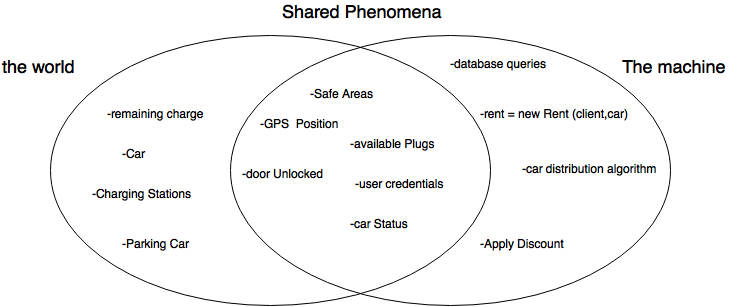 Shared Phenomena
the world
The machine
-remaining charge
-Car
-Charging Stations
-Parking Car
-Safe Areas
-GPS  Position
-available Plugs
-door Unlocked
-user credentials
-car Status
-database queries
-rent = new Rent (client,car)
-car distribution algorithm
-Apply Discount